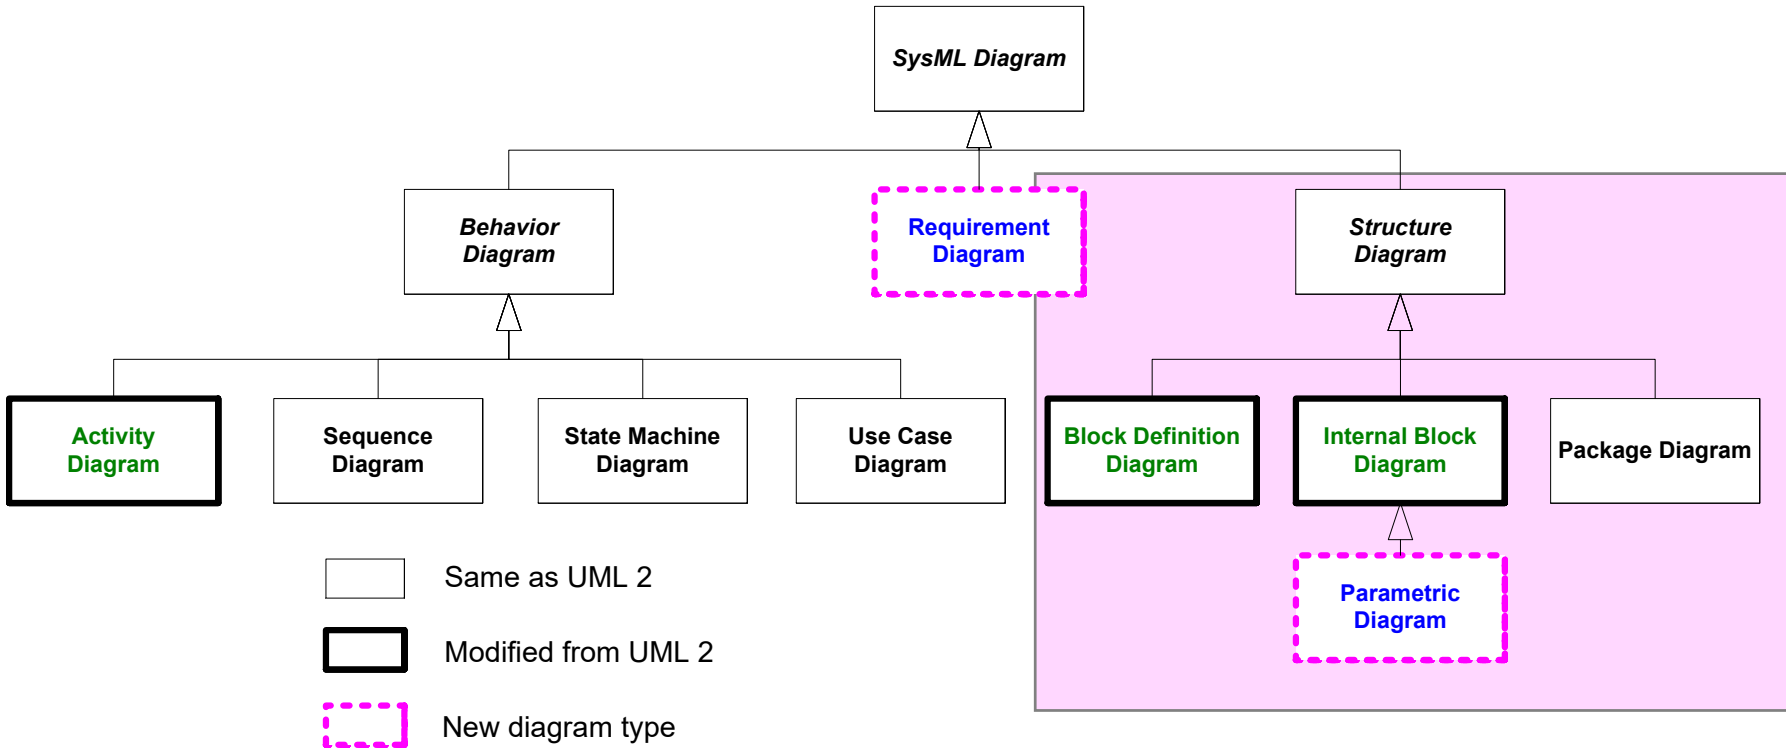 SysML Diagram
Behavior
Diagram
Requirement
Diagram
Structure
Diagram
Activity
Diagram
Sequence
Diagram
State Machine
Diagram
Use Case
Diagram
Block Definition
Diagram
Internal Block
Diagram
Package Diagram
Parametric
Diagram
Same as UML 2
Modified from UML 2
New diagram type